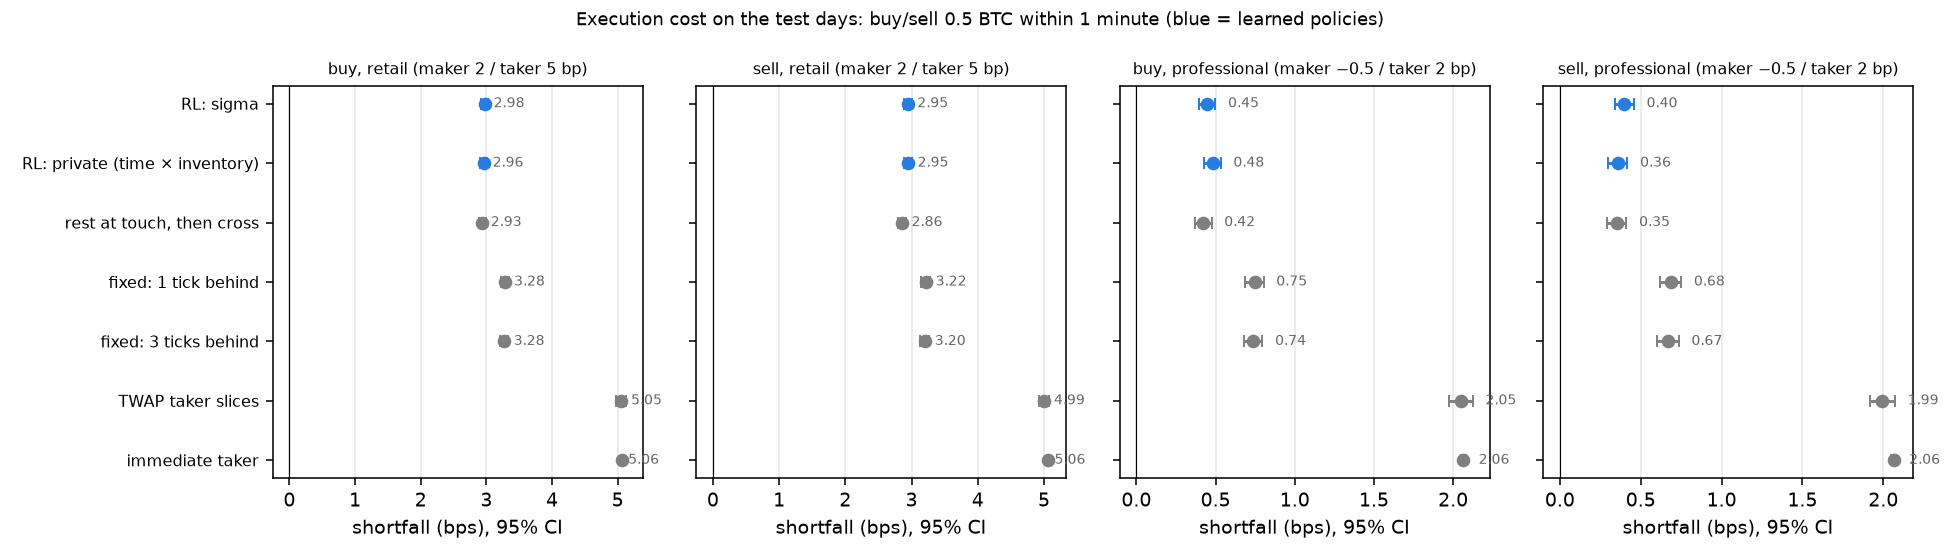 Execution cost on the test days: buy/sell 0.5 BTC within 1 minute (blue = learned policies)
buy, retail (maker 2 / taker 5 bp)
sell, retail (maker 2 / taker 5 bp)
buy, professional (maker −0.5 / taker 2 bp)
sell, professional (maker −0.5 / taker 2 bp)
RL: sigma
2.98
2.95
0.45
0.40
RL: private (time × inventory)
2.96
2.95
0.48
0.36
rest at touch, then cross
2.93
2.86
0.42
0.35
fixed: 1 tick behind
3.28
3.22
0.75
0.68
fixed: 3 ticks behind
3.28
3.20
0.74
0.67
TWAP taker slices
5.05
4.99
2.05
1.99
immediate taker
5.06
5.06
2.06
2.06
0 1 2 3 4 5
0 1 2 3 4 5
0.0 0.5 1.0 1.5 2.0
0.0 0.5 1.0 1.5 2.0
shortfall (bps), 95% CI
shortfall (bps), 95% CI
shortfall (bps), 95% CI
shortfall (bps), 95% CI